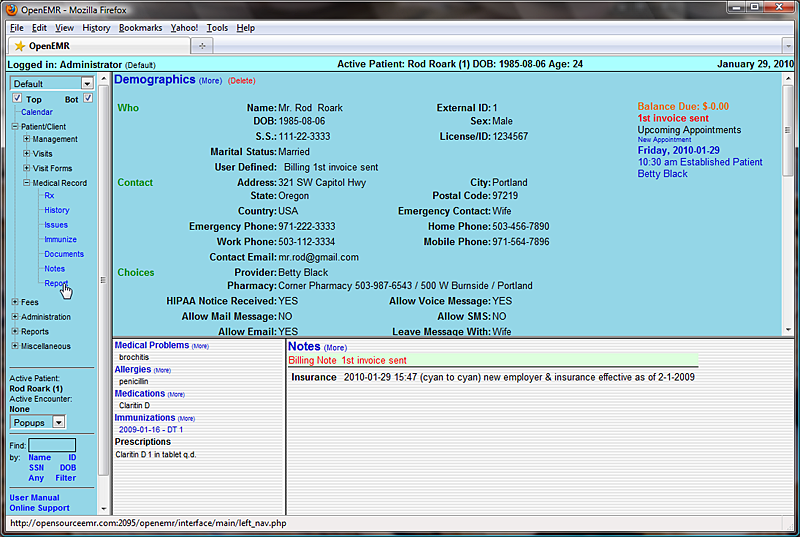 OpenEMR - Mozilla Firefox
File Edit View History Bookmarks Yahoo! Tools Help
OpenEMR
Logged in: Administrator (Default) Active Patient: Rod Roark (1) DOB: 1985-08-06 Age: 24 January 29, 2010
Default
Top Bot
Calendar
Patient/Client
Management
Visits
Visit Forms
Medical Record
Rx
History
Issues
Immunize
Documents
Notes
Report
Fees
Administration
Reports
Miscellaneous
Active Patient:
Rod Roark (1)
Active Encounter:
None
Popups
Find:
by: Name ID
SSN DOB
Any Filter
User Manual
Online Support
Demographics (More) (Delete)
Who Name: Mr. Rod Roark External ID: 1
DOB: 1985-08-06 Sex: Male
S.S.: 111-22-3333 License/ID: 1234567
Marital Status: Married
User Defined: Billing 1st invoice sent
Contact Address: 321 SW Capitol Hwy City: Portland
State: Oregon Postal Code: 97219
Country: USA Emergency Contact: Wife
Emergency Phone: 971-222-3333 Home Phone: 503-456-7890
Work Phone: 503-112-3334 Mobile Phone: 971-564-7896
Contact Email: mr.rod@gmail.com
Choices Provider: Betty Black
Pharmacy: Corner Pharmacy 503-987-6543 / 500 W Burnside / Portland
HIPAA Notice Received: YES Allow Voice Message: YES
Allow Mail Message: NO Allow SMS: NO
Allow Email: YES Leave Message With: Wife
Balance Due: $-0.00
1st invoice sent
Upcoming Appointments
New Appointment
Friday, 2010-01-29
10:30 am Established Patient
Betty Black
Medical Problems (More)
brochitis
Allergies (More)
penicillin
Medications (More)
Claritin D
Immunizations (More)
2009-01-16 - DT 1
Prescriptions
Claritin D 1 in tablet q.d.
Notes (More)
Billing Note 1st invoice sent
Insurance 2010-01-29 15:47 (cyan to cyan) new employer & insurance effective as of 2-1-2009
http://opensourceemr.com:2095/openemr/interface/main/left_nav.php